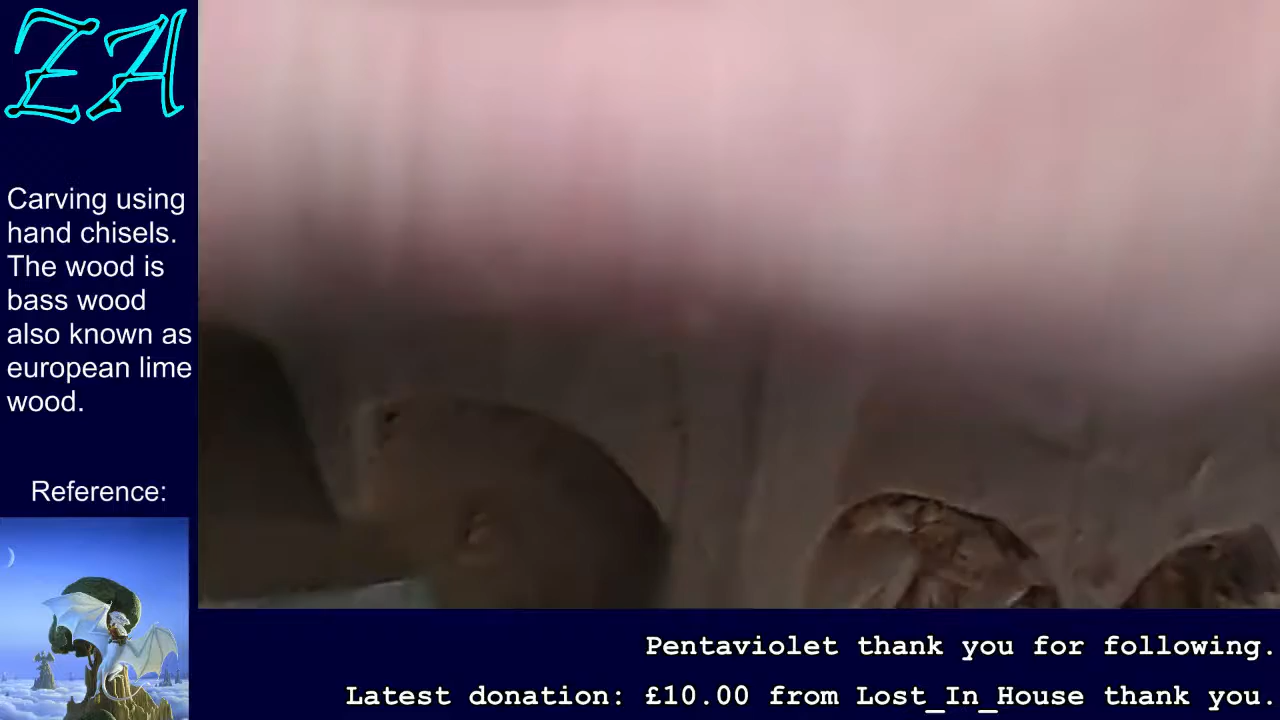 ZA
Carving using
hand chisels.
The wood is
bass wood
also known as
european lime
wood.
Reference:
Pentaviolet thank you for following.
Latest donation: £10.00 from Lost_In_House thank you.